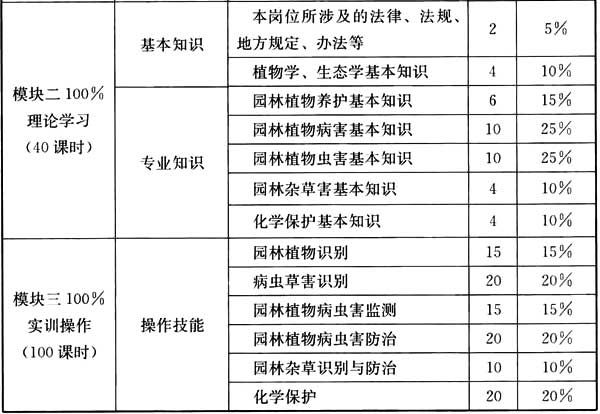 模块二 100%
理论学习
（40 课时）
基本知识
本岗位所涉及的法律、法规、
地方规定、办法等
2
5%
植物学、生态学基本知识
4
10%
专业知识
园林植物养护基本知识
6
15%
园林植物病害基本知识
10
25%
园林植物虫害基本知识
10
25%
园林杂草害基本知识
4
10%
化学保护基本知识
4
10%
模块三 100%
实训操作
（100 课时）
操作技能
园林植物识别
15
15%
病虫草害识别
20
20%
园林植物病虫害监测
15
15%
园林植物病虫害防治
20
20%
园林杂草识别与防治
10
10%
化学保护
20
20%